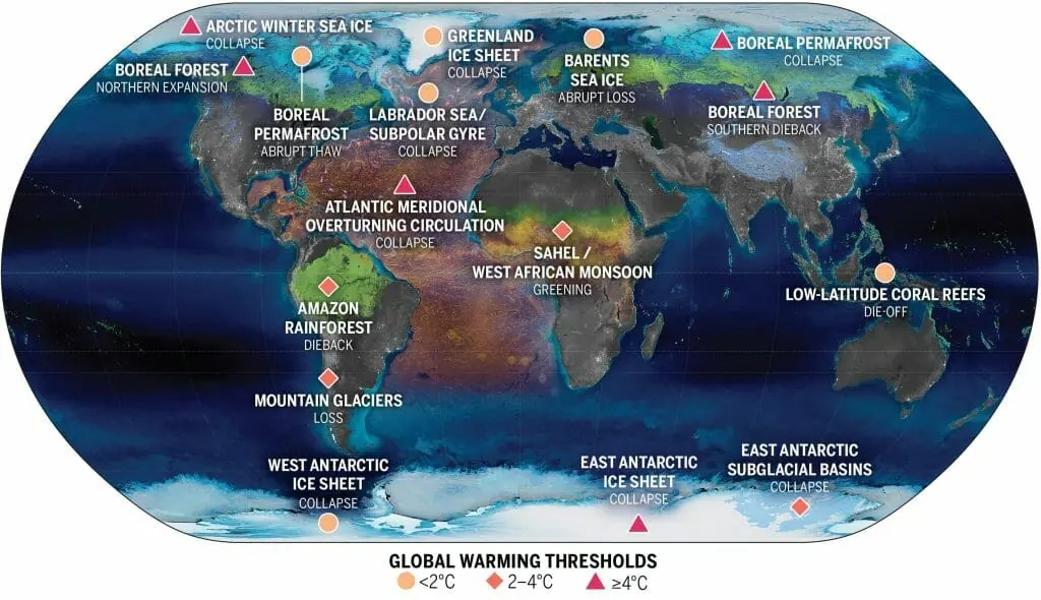 ARCTIC WINTER SEA ICE
COLLAPSE
BOREAL FOREST
NORTHERN EXPANSION
BOREAL
PERMAFROST
ABRUPT THAW
GREENLAND
ICE SHEET
COLLAPSE
LABRADOR SEA/
SUBPOLAR GYRE
COLLAPSE
BARENTS
SEA ICE
ABRUPT LOSS
BOREAL PERMAFROST
COLLAPSE
BOREAL FOREST
SOUTHERN DIEBACK
ATLANTIC MERIDIONAL
OVERTURNING CIRCULATION
COLLAPSE
SAHEL /
WEST AFRICAN MONSOON
GREENING
LOW-LATITUDE CORAL REEFS
DIE-OFF
AMAZON
RAINFOREST
DIEBACK
MOUNTAIN GLACIERS
LOSS
WEST ANTARCTIC
ICE SHEET
COLLAPSE
EAST ANTARCTIC
ICE SHEET
COLLAPSE
EAST ANTARCTIC
SUBGLACIAL BASINS
COLLAPSE
GLOBAL WARMING THRESHOLDS
<2°C 2–4°C ≥4°C